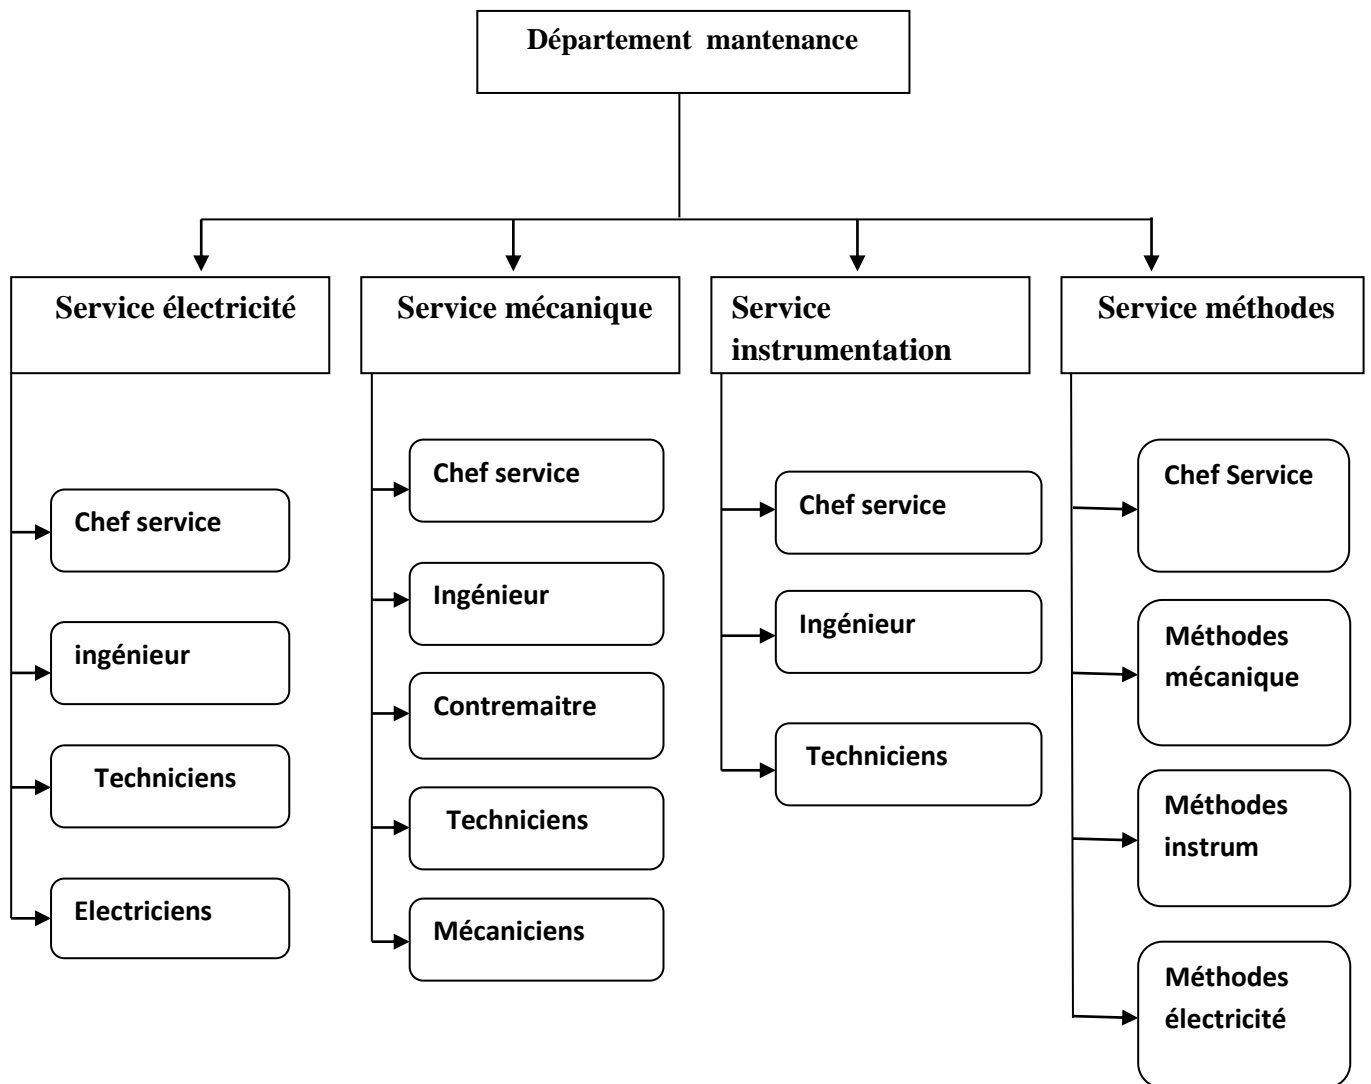 Département mantenance
Service électricité
Chef service
ingénieur
Techniciens
Electriciens
Service mécanique
Chef service
Ingénieur
Contremaitre
Techniciens
Mécaniciens
Service
instrumentation
Chef service
Ingénieur
Techniciens
Service méthodes
Chef Service
Méthodes
mécanique
Méthodes
instrum
Méthodes
électricité